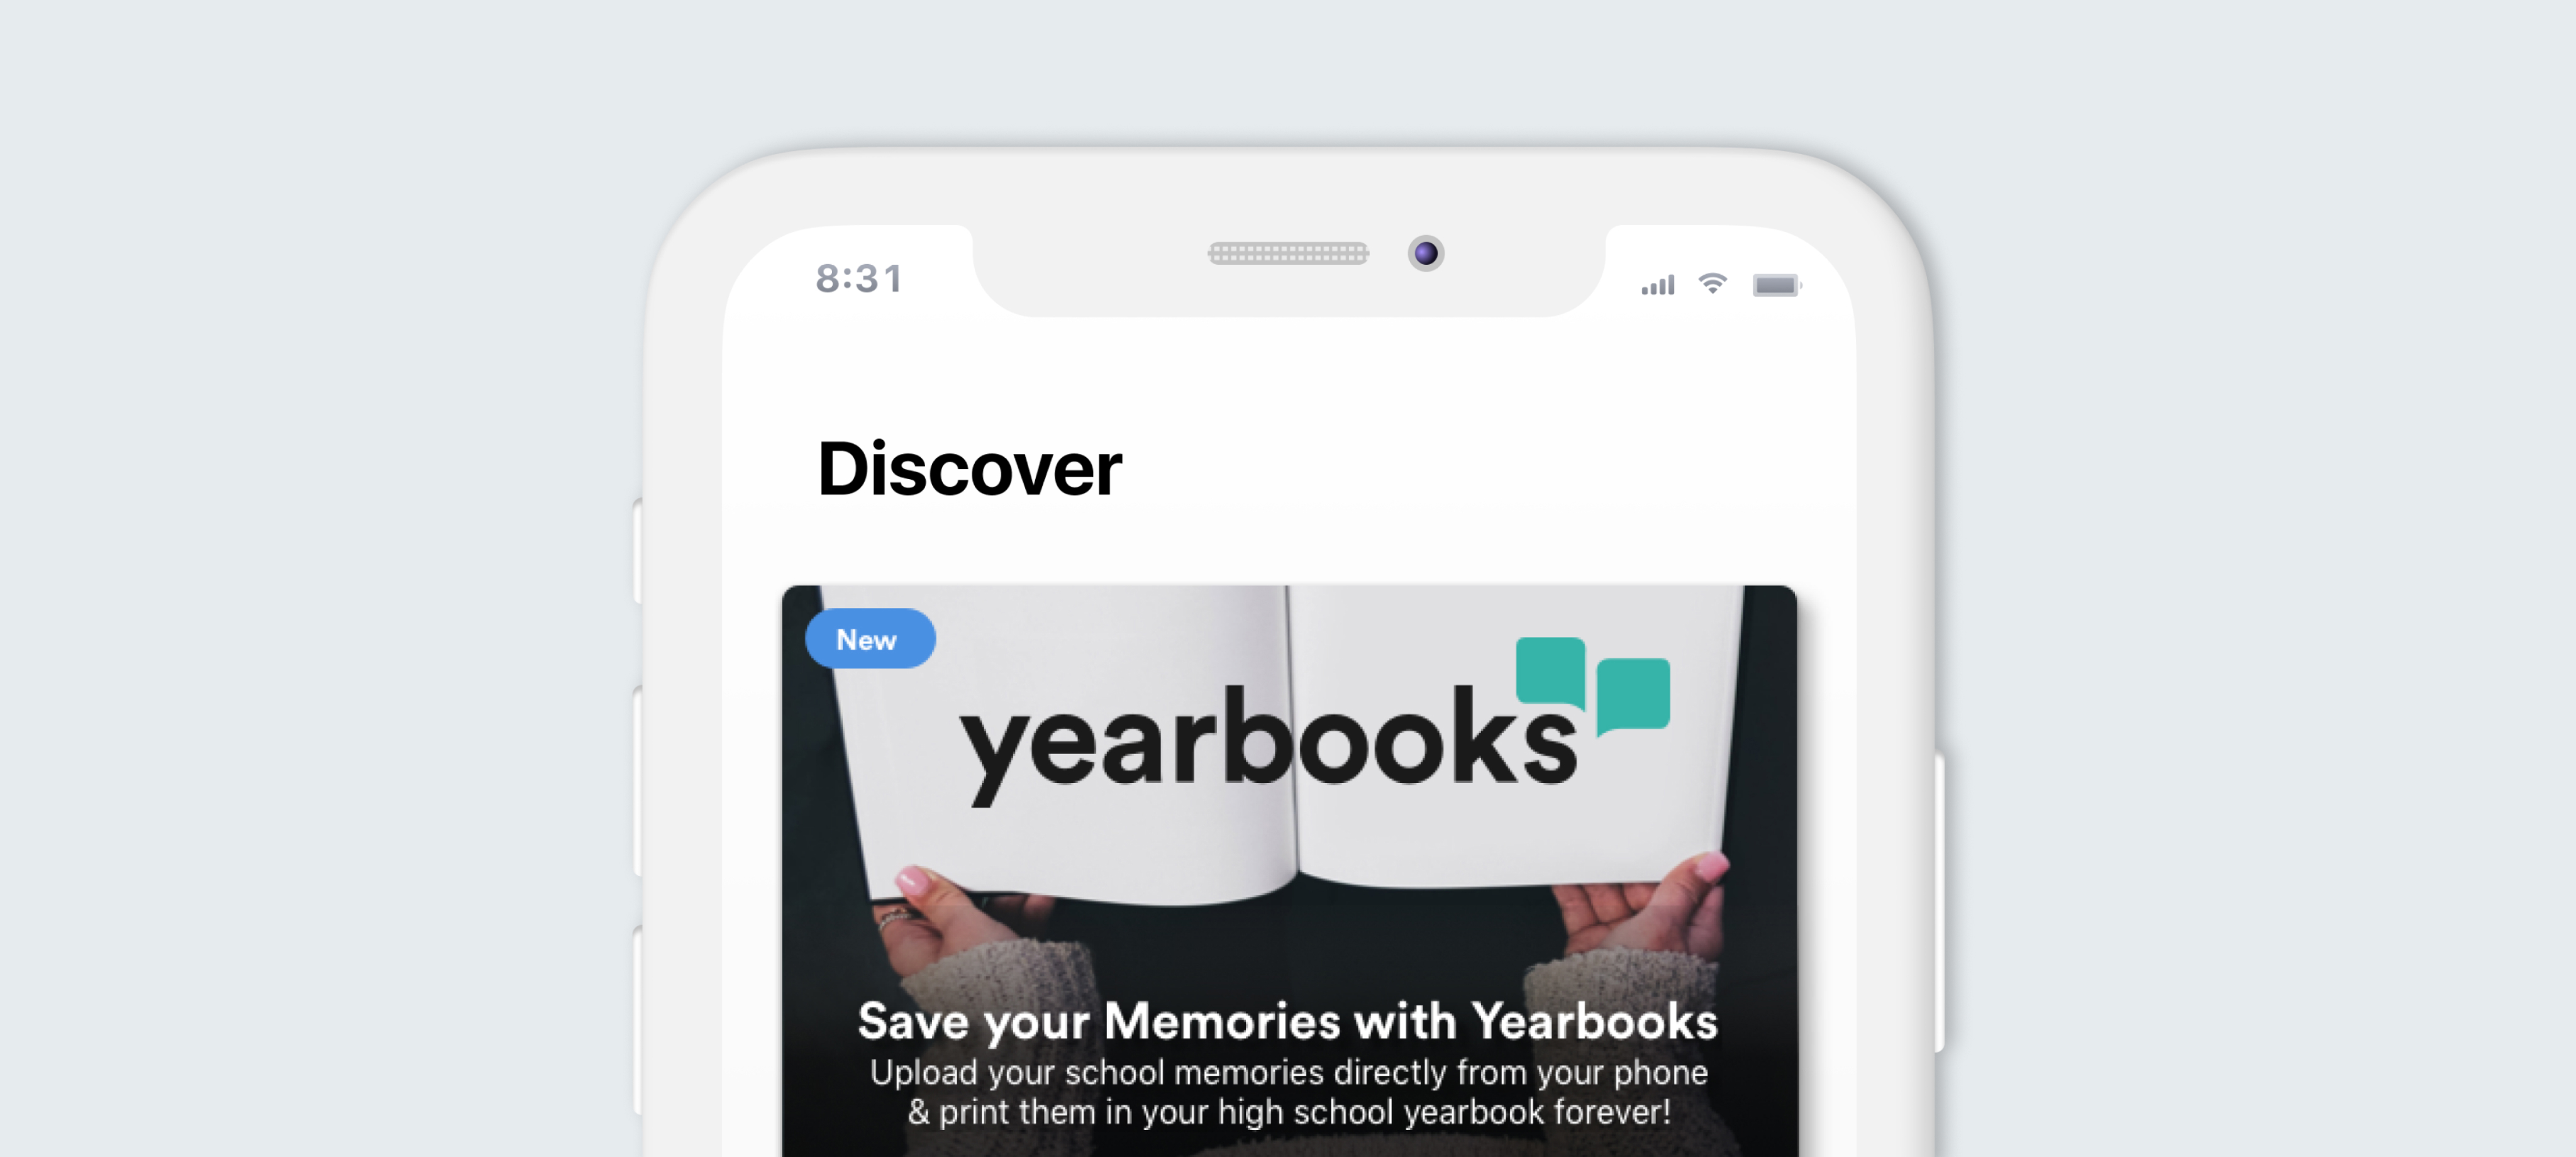 8:31
Discover
New
yearbooks
Save your Memories with Yearbooks
Upload your school memories directly from your phone
& print them in your high school yearbook forever!